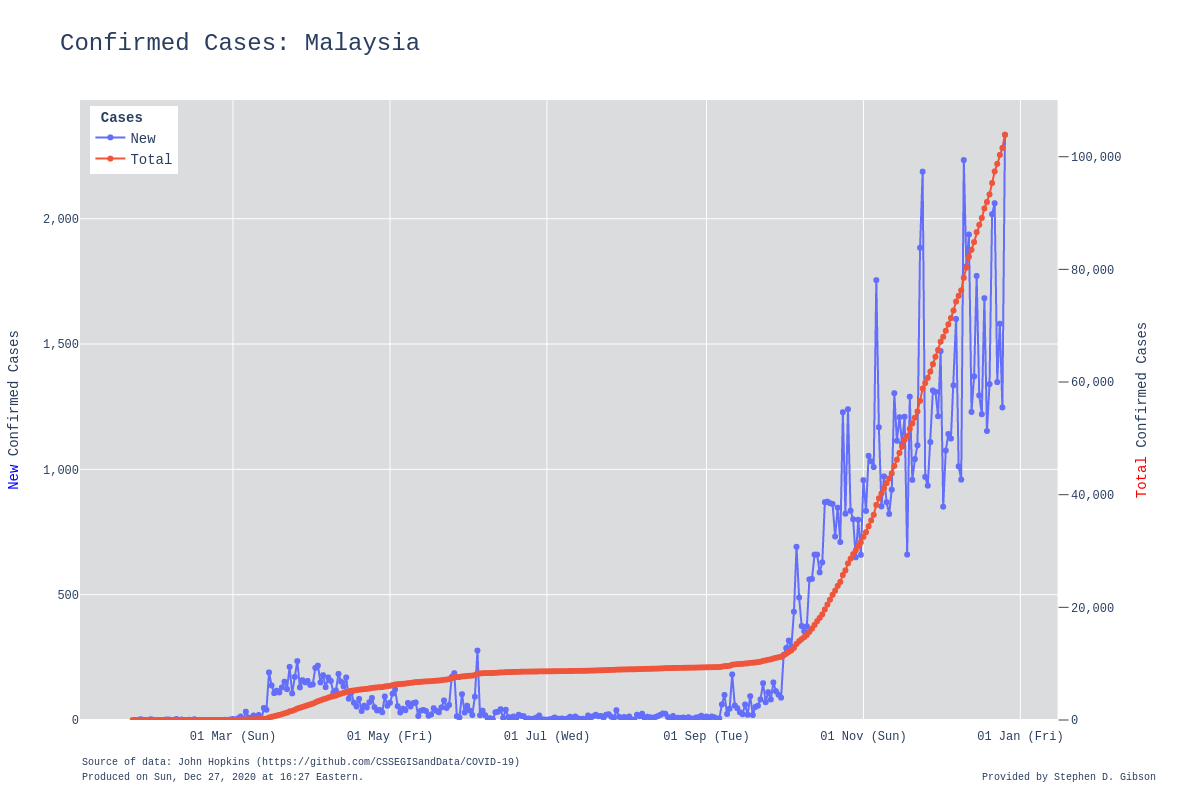 Confirmed Cases: Malaysia
Cases
New
Total
2,000
1,500
1,000
500
0
New Confirmed Cases
100,000
80,000
60,000
40,000
20,000
0
Total Confirmed Cases
01 Mar (Sun) 01 May (Fri) 01 Jul (Wed) 01 Sep (Tue) 01 Nov (Sun) 01 Jan (Fri)
Source of data: John Hopkins (https://github.com/CSSEGISandData/COVID-19)
Produced on Sun, Dec 27, 2020 at 16:27 Eastern.
Provided by Stephen D. Gibson